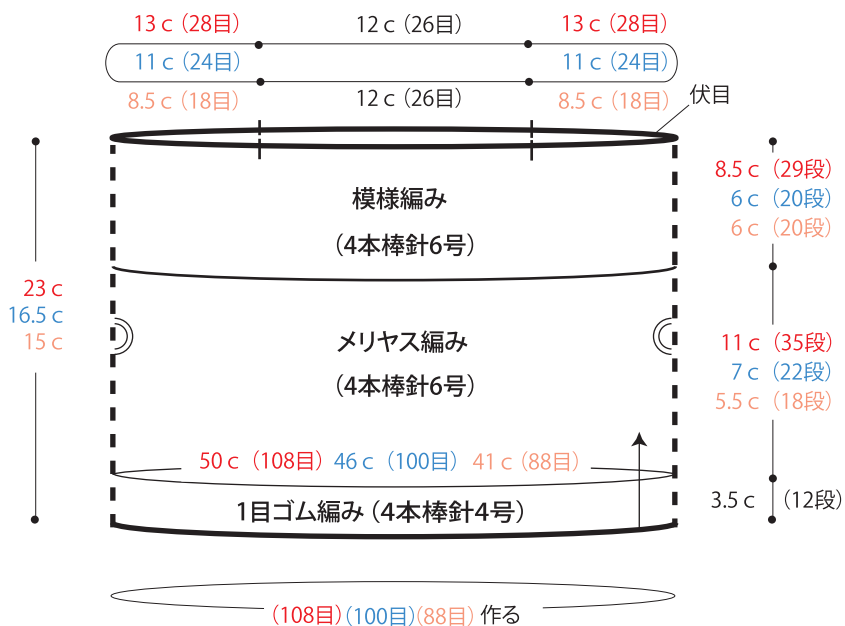 13 c（28目） 12 c（26目） 13 c（28目）
11 c（24目） 11 c（24目）
8.5 c（18目） 12 c（26目） 8.5 c（18目）
伏目
8.5 c（29段）
6 c（20段）
6 c（20段）
模様編み
（4本棒針6号）
23 c
16.5 c
15 c
メリヤス編み
（4本棒針6号）
11 c（35段）
7 c（22段）
5.5 c（18段）
50 c（108目） 46 c（100目） 41 c（88目）
1目ゴム編み（4本棒針4号）
3.5 c（12段）
（108目）（100目）（88目）作る